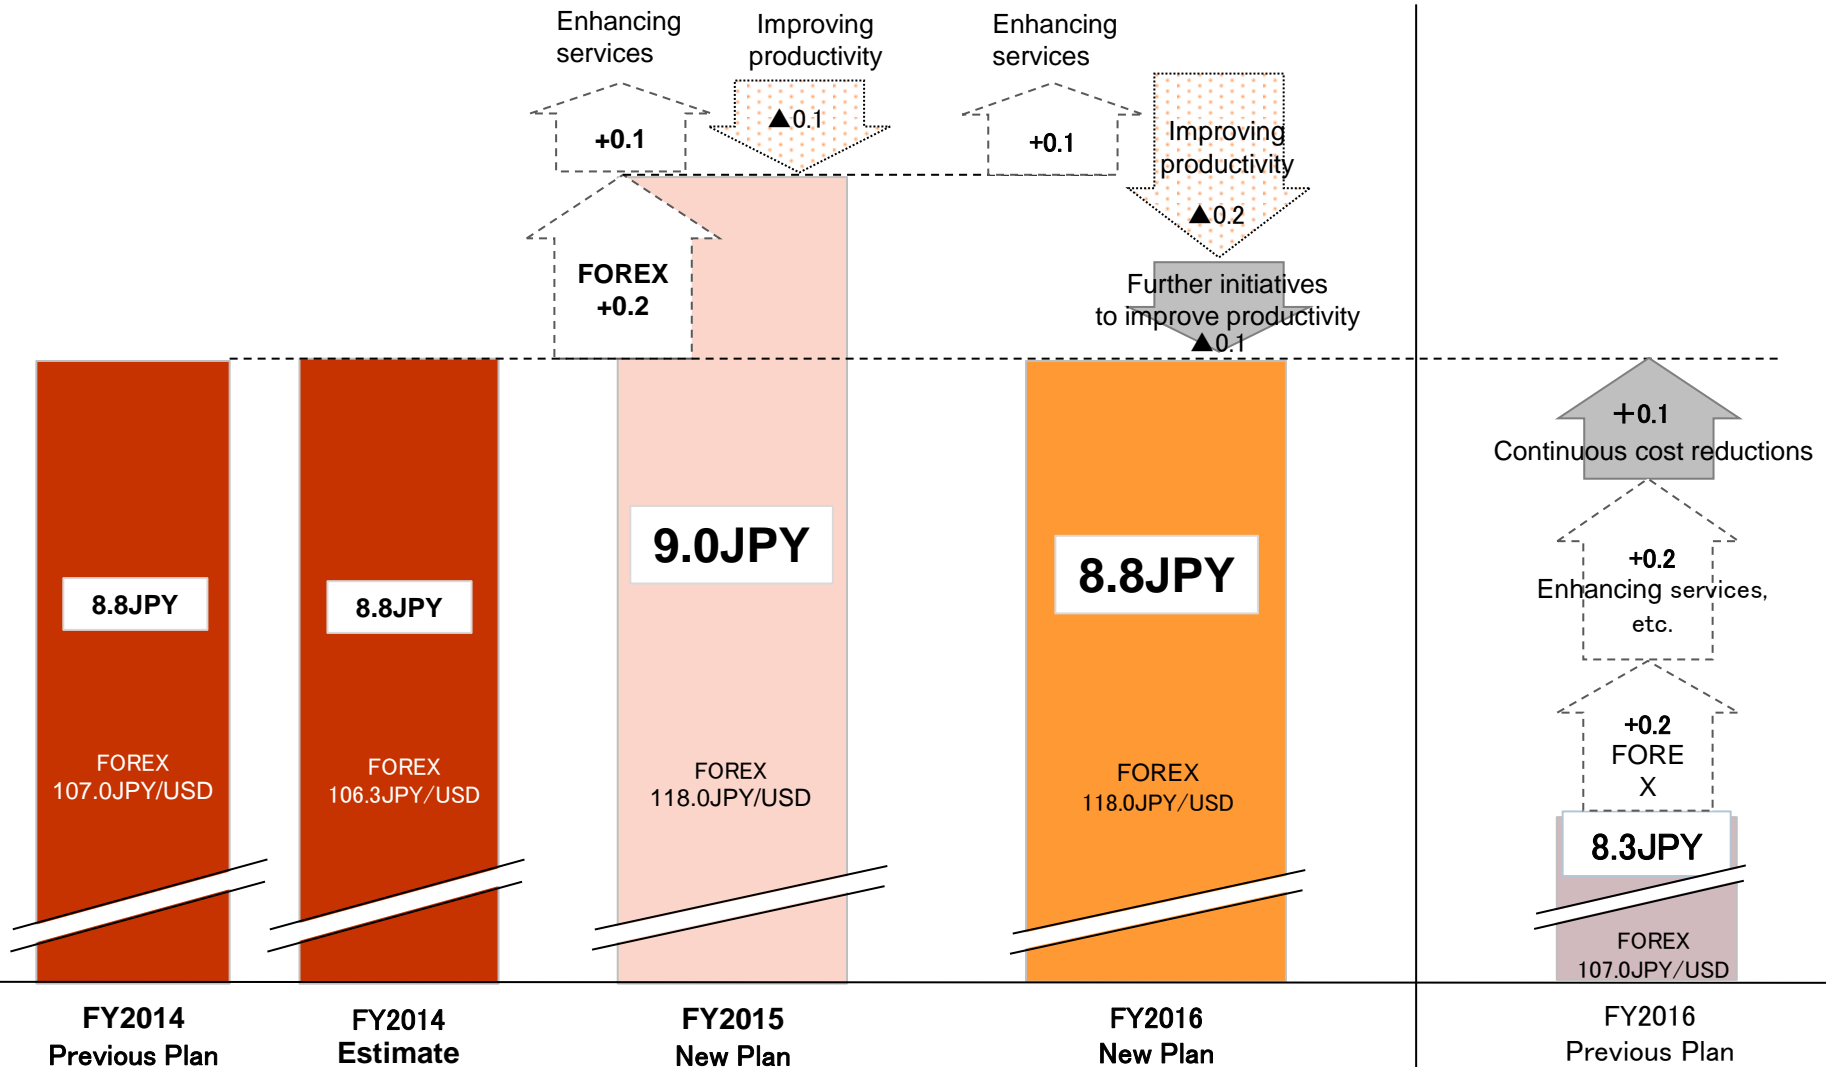 Enhancing
services
+0.1
Improving
productivity
▲0.1
Enhancing
services
+0.1
Improving
productivity
▲0.2
FOREX
+0.2
Further initiatives
to improve productivity
▲0.1
8.8JPY
FOREX
107.0JPY/USD
8.8JPY
FOREX
106.3JPY/USD
9.0JPY
FOREX
118.0JPY/USD
8.8JPY
FOREX
118.0JPY/USD
+0.1
Continuous cost reductions
+0.2
Enhancing services,
etc.
+0.2
FORE
X
8.3JPY
FOREX
107.0JPY/USD
FY2014
Previous Plan
FY2014
Estimate
FY2015
New Plan
FY2016
New Plan
FY2016
Previous Plan